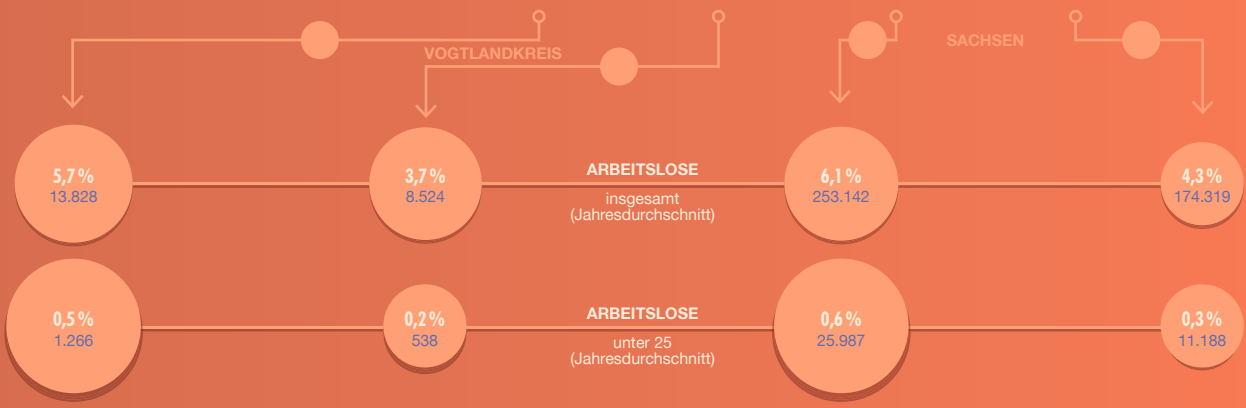 VOGTLANDKREIS
SACHSEN
5,7 %
13.828
3,7 %
8.524
ARBEITSLOSE
insgesamt
(Jahresdurchschnitt)
6,1 %
253.142
4,3 %
174.319
0,5 %
1.266
0,2 %
538
ARBEITSLOSE
unter 25
(Jahresdurchschnitt)
0,6 %
25.987
0,3 %
11.188